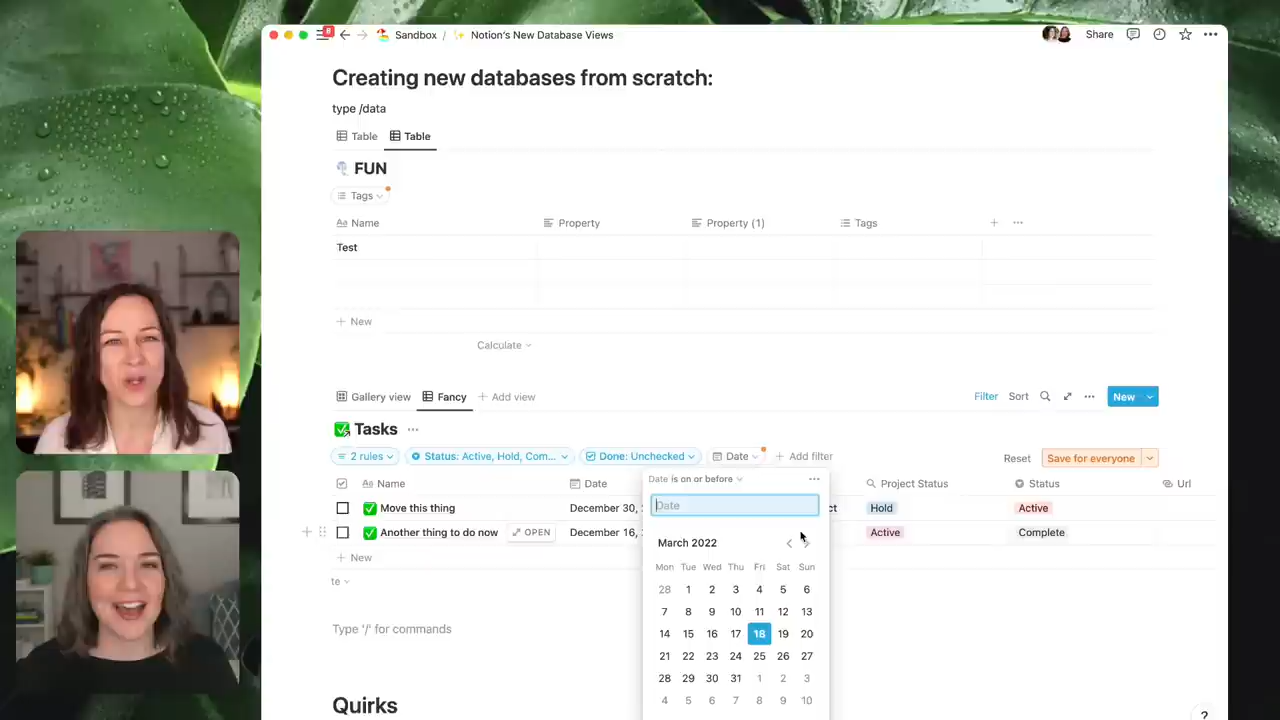 8
Sandbox / Notion's New Database Views
Share
Creating new databases from scratch:
type /data
Table Table
FUN
Tags
Aa Name Property Property (1) Tags
Test
+ New
Calculate
Gallery view Fancy + Add view Filter Sort New
Tasks
2 rules Status: Active, Hold, Com... Done: Unchecked Date + Add filter Reset Save for everyone
Date is on or before
Name Date Project Status Status Url
Date
Move this thing December 30, Hold Active
Another thing to do now OPEN December 16, Active Complete
March 2022
+ New
Mon Tue Wed Thu Fri Sat Sun
28 1 2 3 4 5 6
7 8 9 10 11 12 13
14 15 16 17 18 19 20
21 22 23 24 25 26 27
28 29 30 31 1 2 3
4 5 6 7 8 9 10
Type '/' for commands
Quirks
?